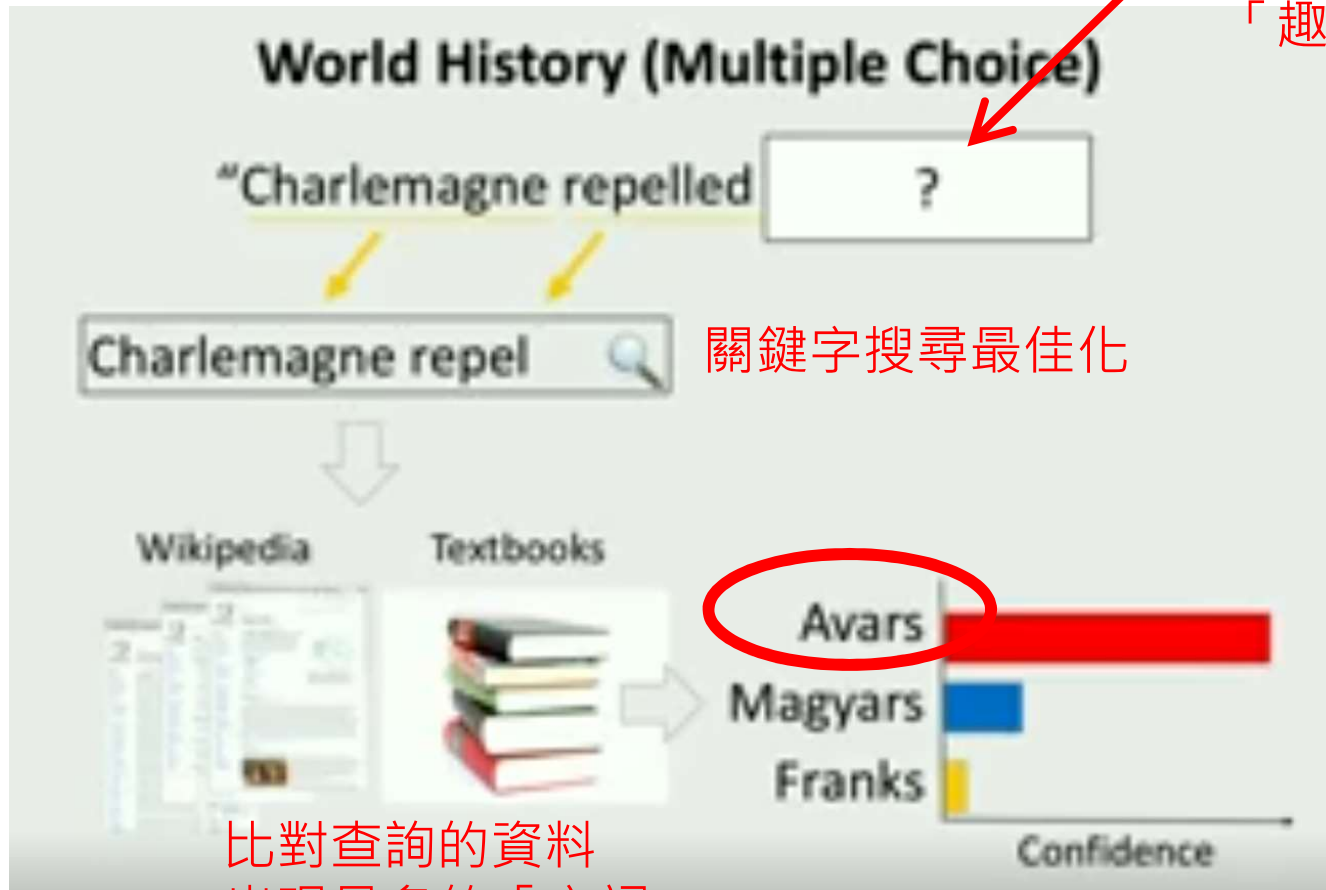 「趣
World History (Multiple Choice)
“Charlemagne repelled
?
Charlemagne repel
關鍵字搜尋最佳化
Wikipedia
Textbooks
Avars
Magyars
Franks
Confidence
比對查詢的資料